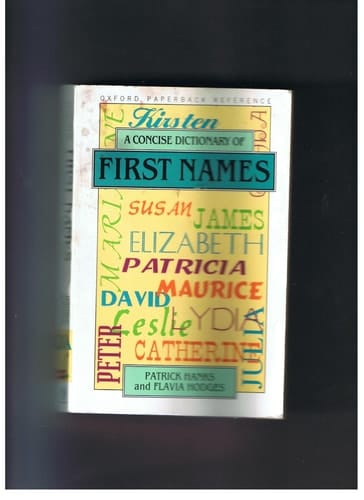 OXFORD PAPERBACK REFERENCE
Kirsten
A CONCISE DICTIONARY OF
FIRST NAMES
MARIANNE
SUSAN
JAMES
ELIZABETH
PATRICIA
MAURICE
DAVID
LYDIA
Leslie
PETER
CATHERINE
JULIA
PATRICK HANKS
and FLAVIA HODGES